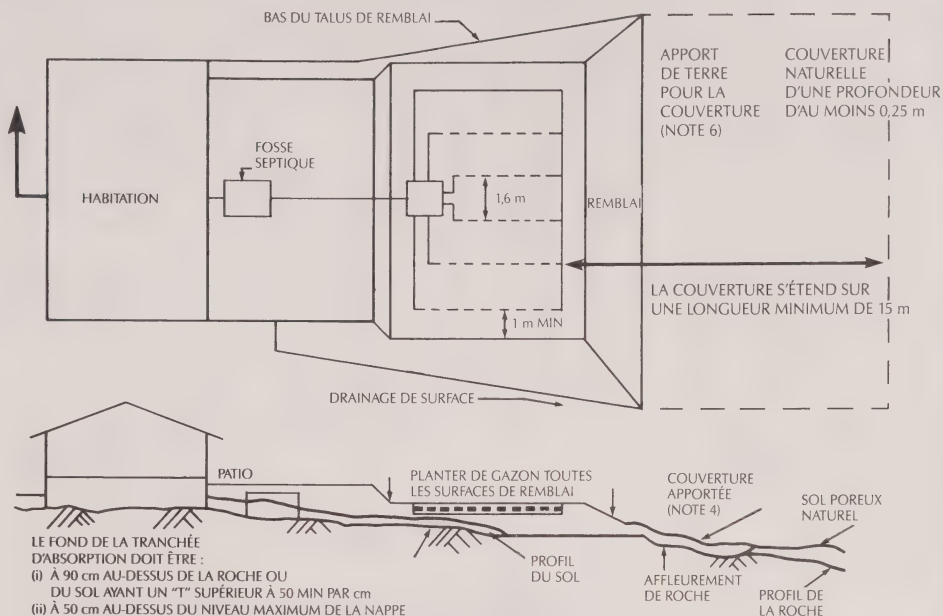 BAS DU TALUS DE REMBLAI
APPORT
DE TERRE
POUR LA
COUVERTURE
(NOTE 6)
COUVERTURE
NATURELLE
D'UNE PROFONDEUR
D'AU MOINS 0,25 m
FOSSE
SEPTIQUE
HABITATION
1,6 m
REMBLAI
LA COUVERTURE S'ÉTEND SUR
UNE LONGUEUR MINIMUM DE 15 m
1 m MIN
DRAINAGE DE SURFACE
PATIO
PLANTER DE GAZON TOUTES
LES SURFACES DE REMBLAI
COUVERTURE
APPORTÉE
(NOTE 4)
SOL POREUX
NATUREL
LE FOND DE LA TRANCHÉE
D'ABSORPTION DOIT ÊTRE :
(i) À 90 cm AU-DESSUS DE LA ROCHE OU
DU SOL AYANT UN "T" SUPÉRIEUR À 50 MIN PAR cm
(ii) À 50 cm AU-DESSUS DU NIVEAU MAXIMUM DE LA NAPPE
PROFIL
DU SOL
AFFLEUREMENT
DE ROCHE
PROFIL DE
LA ROCHE